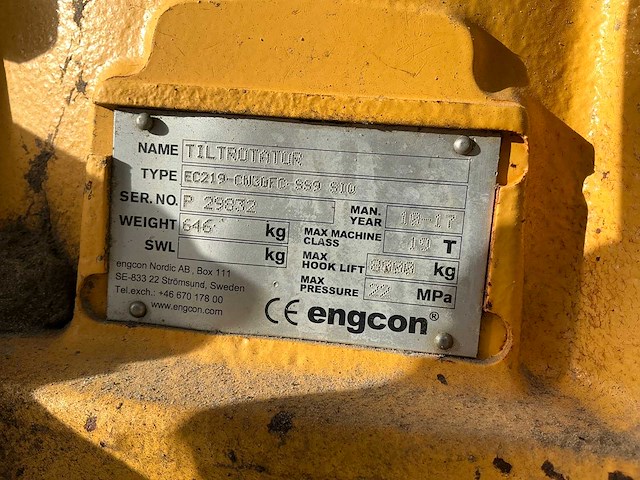 NAME TILTROTATOR
TYPE EC219-CW30FC-SS9 SIW
SER. NO. P 29832
MAN. YEAR 10-17
WEIGHT 646 kg
MAX MACHINE CLASS 19 T
SWL kg
MAX HOOK LIFT kg
MAX PRESSURE MPa
engcon Nordic AB, Box 111
SE-833 22 Strömsund, Sweden
Tel.exch.: +46 670 178 00
www.engcon.com
CE engcon®